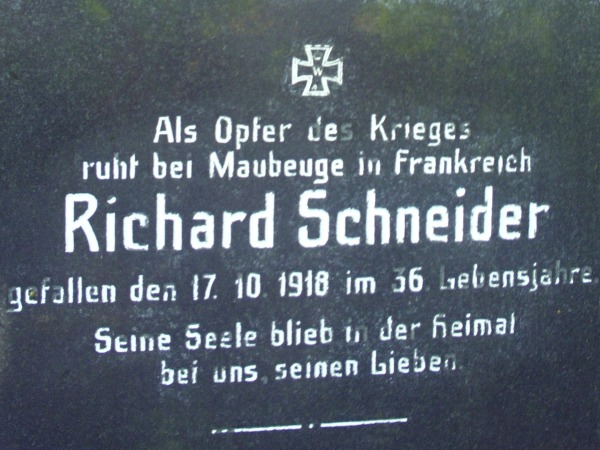 W
Als Opfer des Krieges
ruht bei Maubeuge in Frankreich
Richard Schneider
gefallen den 17. 10. 1918 im 36. Lebensjahre.
Seine Seele blieb in der Heimat
bei uns, seinen Lieben.